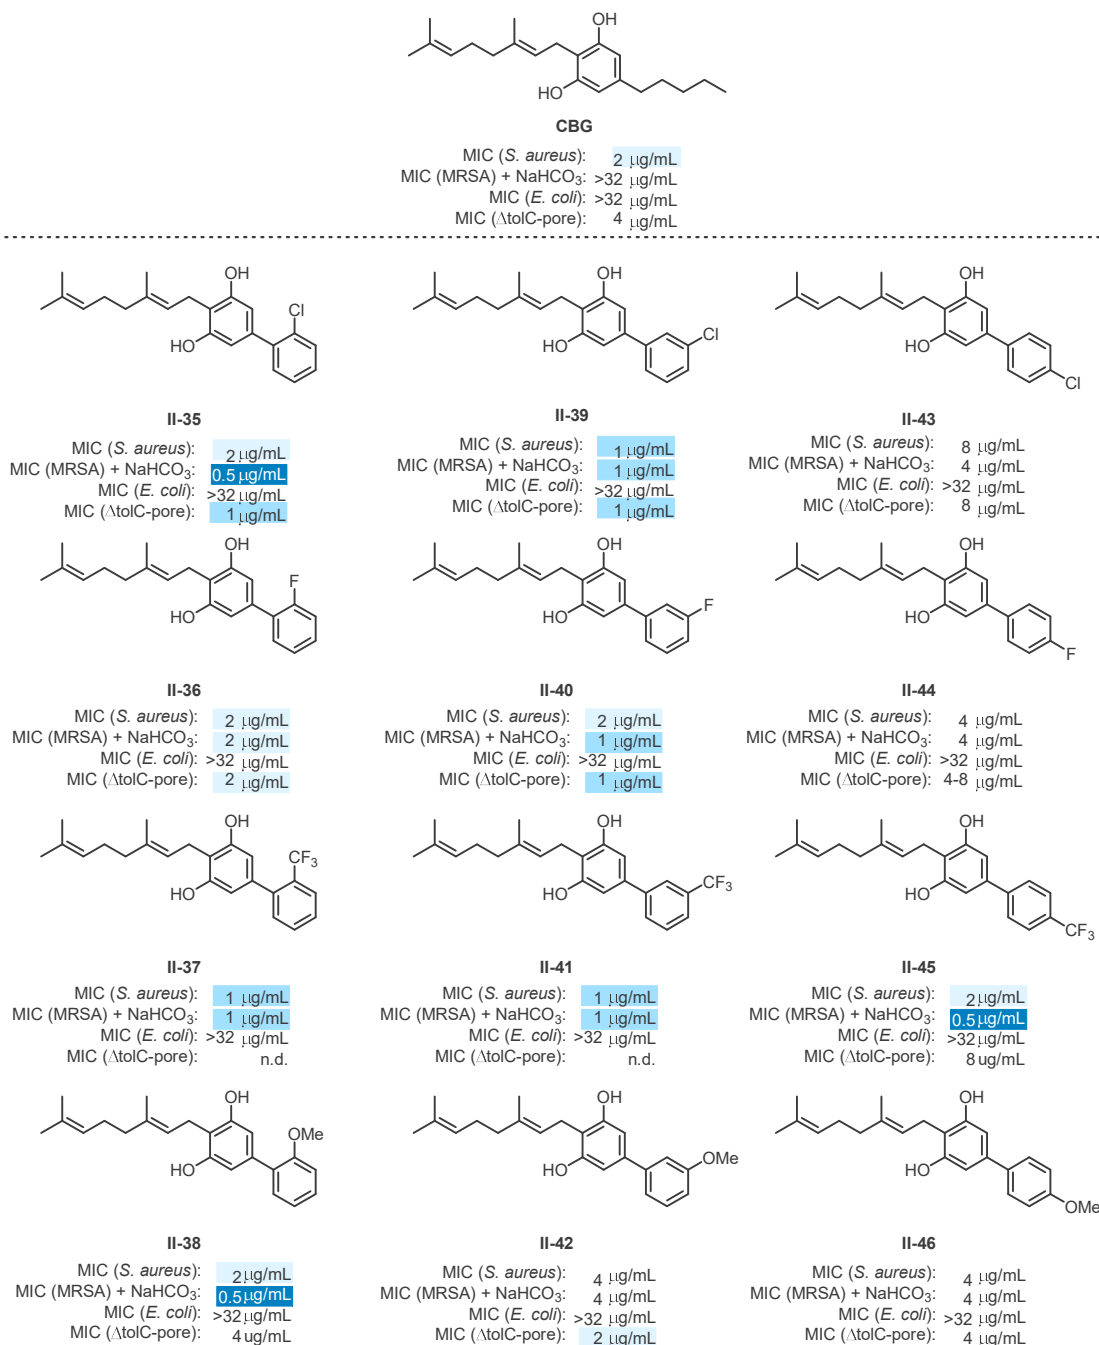 OH
HO
CBG
MIC (S. aureus): 2 μg/mL
MIC (MRSA) + NaHCO₃: >32 μg/mL
MIC (E. coli): >32 μg/mL
MIC (ΔtolC-pore): 4 μg/mL
OH OH OH
Cl
HO HO Cl HO
Cl
II-35 II-39 II-43
MIC (S. aureus): 2 μg/mL MIC (S. aureus): 1 μg/mL MIC (S. aureus): 8 μg/mL
MIC (MRSA) + NaHCO₃: 0.5 μg/mL MIC (MRSA) + NaHCO₃: 1 μg/mL MIC (MRSA) + NaHCO₃: 4 μg/mL
MIC (E. coli): >32 μg/mL MIC (E. coli): >32 μg/mL MIC (E. coli): >32 μg/mL
MIC (ΔtolC-pore): 1 μg/mL MIC (ΔtolC-pore): 1 μg/mL MIC (ΔtolC-pore): 8 μg/mL
OH OH OH
F
HO HO F HO
F
II-36 II-40 II-44
MIC (S. aureus): 2 μg/mL MIC (S. aureus): 2 μg/mL MIC (S. aureus): 4 μg/mL
MIC (MRSA) + NaHCO₃: 2 μg/mL MIC (MRSA) + NaHCO₃: 1 μg/mL MIC (MRSA) + NaHCO₃: 4 μg/mL
MIC (E. coli): >32 μg/mL MIC (E. coli): >32 μg/mL MIC (E. coli): >32 μg/mL
MIC (ΔtolC-pore): 2 μg/mL MIC (ΔtolC-pore): 1 μg/mL MIC (ΔtolC-pore): 4-8 μg/mL
OH OH OH
CF₃
HO HO CF₃ HO
CF₃
II-37 II-41 II-45
MIC (S. aureus): 1 μg/mL MIC (S. aureus): 1 μg/mL MIC (S. aureus): 2 μg/mL
MIC (MRSA) + NaHCO₃: 1 μg/mL MIC (MRSA) + NaHCO₃: 1 μg/mL MIC (MRSA) + NaHCO₃: 0.5 μg/mL
MIC (E. coli): >32 μg/mL MIC (E. coli): >32 μg/mL MIC (E. coli): >32 μg/mL
MIC (ΔtolC-pore): n.d. MIC (ΔtolC-pore): n.d. MIC (ΔtolC-pore): 8 ug/mL
OH OH OH
OMe
HO HO OMe HO
OMe
II-38 II-42 II-46
MIC (S. aureus): 2 μg/mL MIC (S. aureus): 4 μg/mL MIC (S. aureus): 4 μg/mL
MIC (MRSA) + NaHCO₃: 0.5 μg/mL MIC (MRSA) + NaHCO₃: 4 μg/mL MIC (MRSA) + NaHCO₃: 4 μg/mL
MIC (E. coli): >32 μg/mL MIC (E. coli): >32 μg/mL MIC (E. coli): >32 μg/mL
MIC (ΔtolC-pore): 4 ug/mL MIC (ΔtolC-pore): 2 μg/mL MIC (ΔtolC-pore): 4 μg/mL